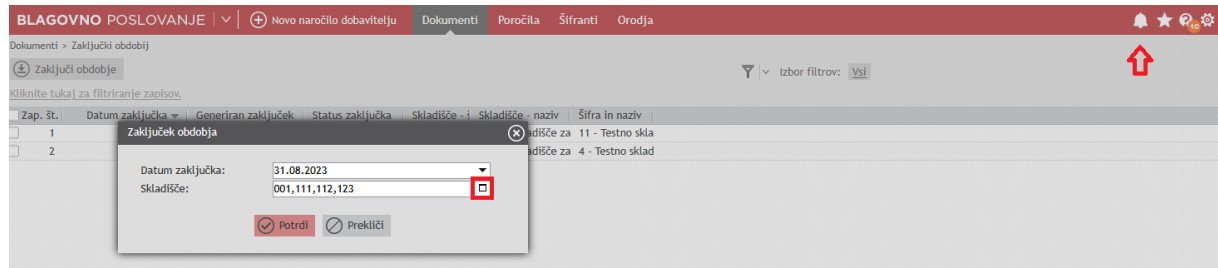 BLAGOVNO POSLOVANJE Novo naročilo dobavitelju Dokumenti Poročila Šifranti Orodja 10
Dokumenti > Zaključki obdobij
Zaključi obdobje Izbor filtrov: Vsi
Kliknite tukaj za filtriranje zapisov.
Zap. št. Datum zaključka Generiran zaključek Status zaključka Skladišče - Skladišče - naziv Šifra in naziv
1 adišče za 11 - Testno skla
2 adišče za 4 - Testno sklad
Zaključek obdobja
Datum zaključka: 31.08.2023
Skladišče: 001,111,112,123
Potrdi Prekliči